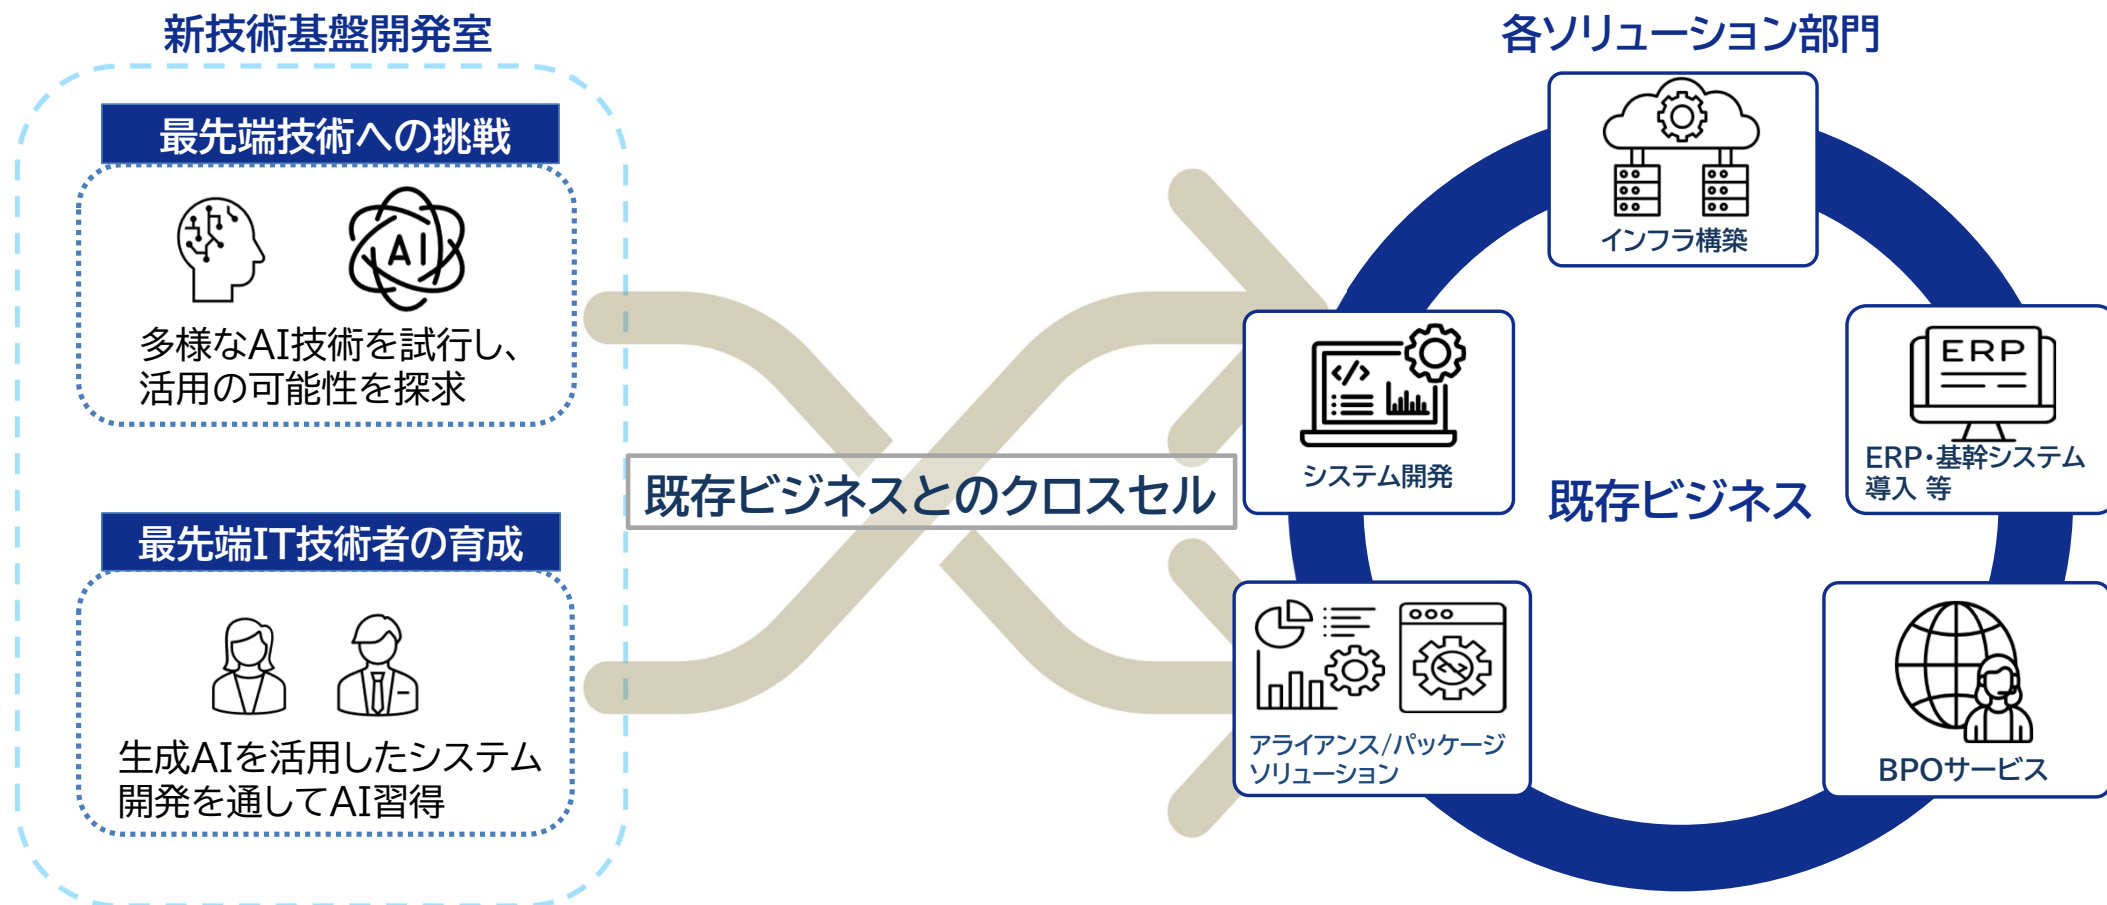 新技術基盤開発室
最先端技術への挑戦
AI
多様なAI技術を試行し、
活用の可能性を探求
最先端IT技術者の育成
生成AIを活用したシステム
開発を通してAI習得
既存ビジネスとのクロスセル
各ソリューション部門
インフラ構築
</>
システム開発
ERP
ERP・基幹システム
導入 等
既存ビジネス
アライアンス/パッケージ
ソリューション
BPOサービス